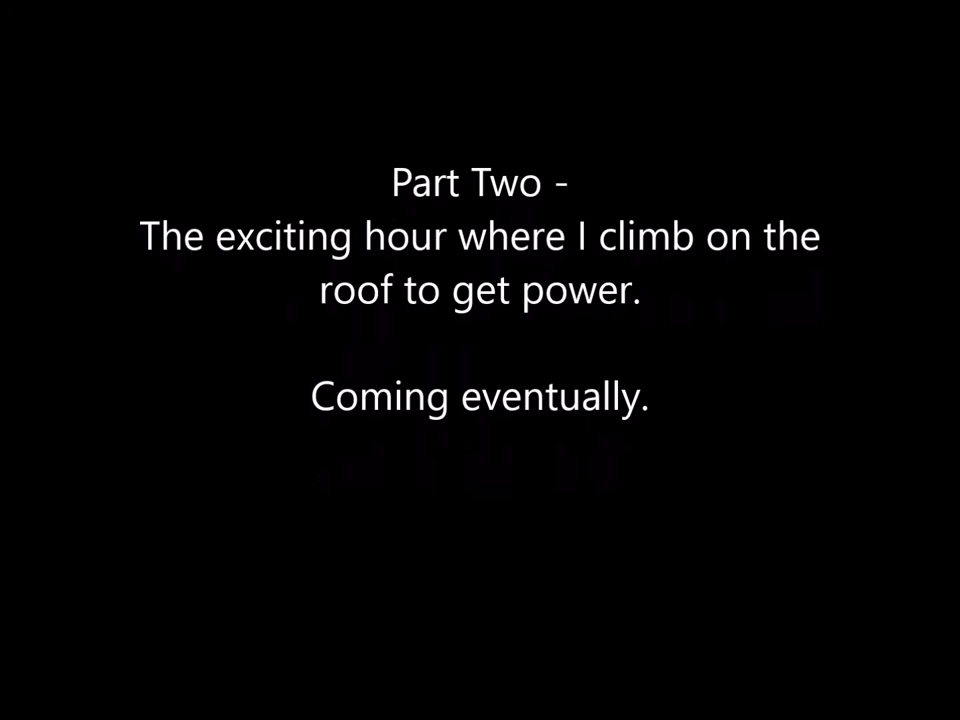 Part Two -
The exciting hour where I climb on the
roof to get power.
Coming eventually.